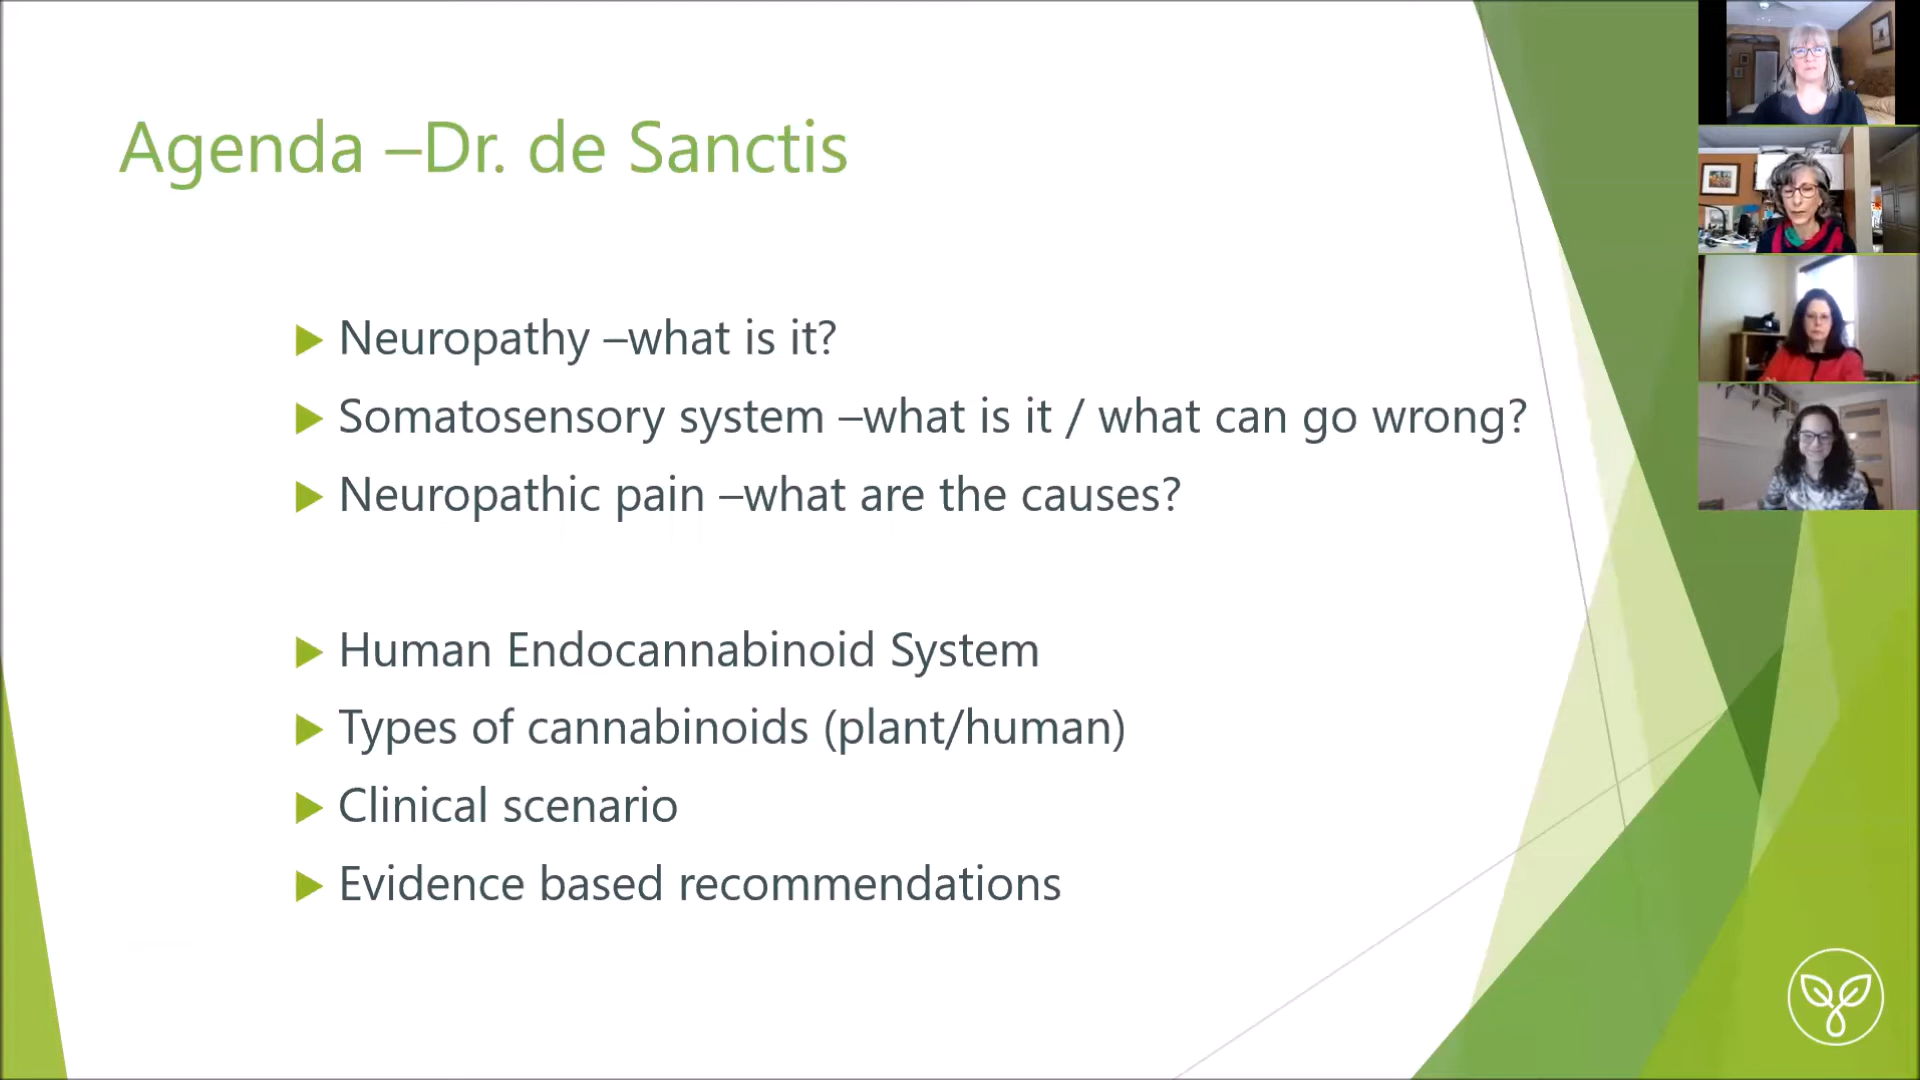 Agenda –Dr. de Sanctis
Neuropathy –what is it?
Somatosensory system –what is it / what can go wrong?
Neuropathic pain –what are the causes?
Human Endocannabinoid System
Types of cannabinoids (plant/human)
Clinical scenario
Evidence based recommendations